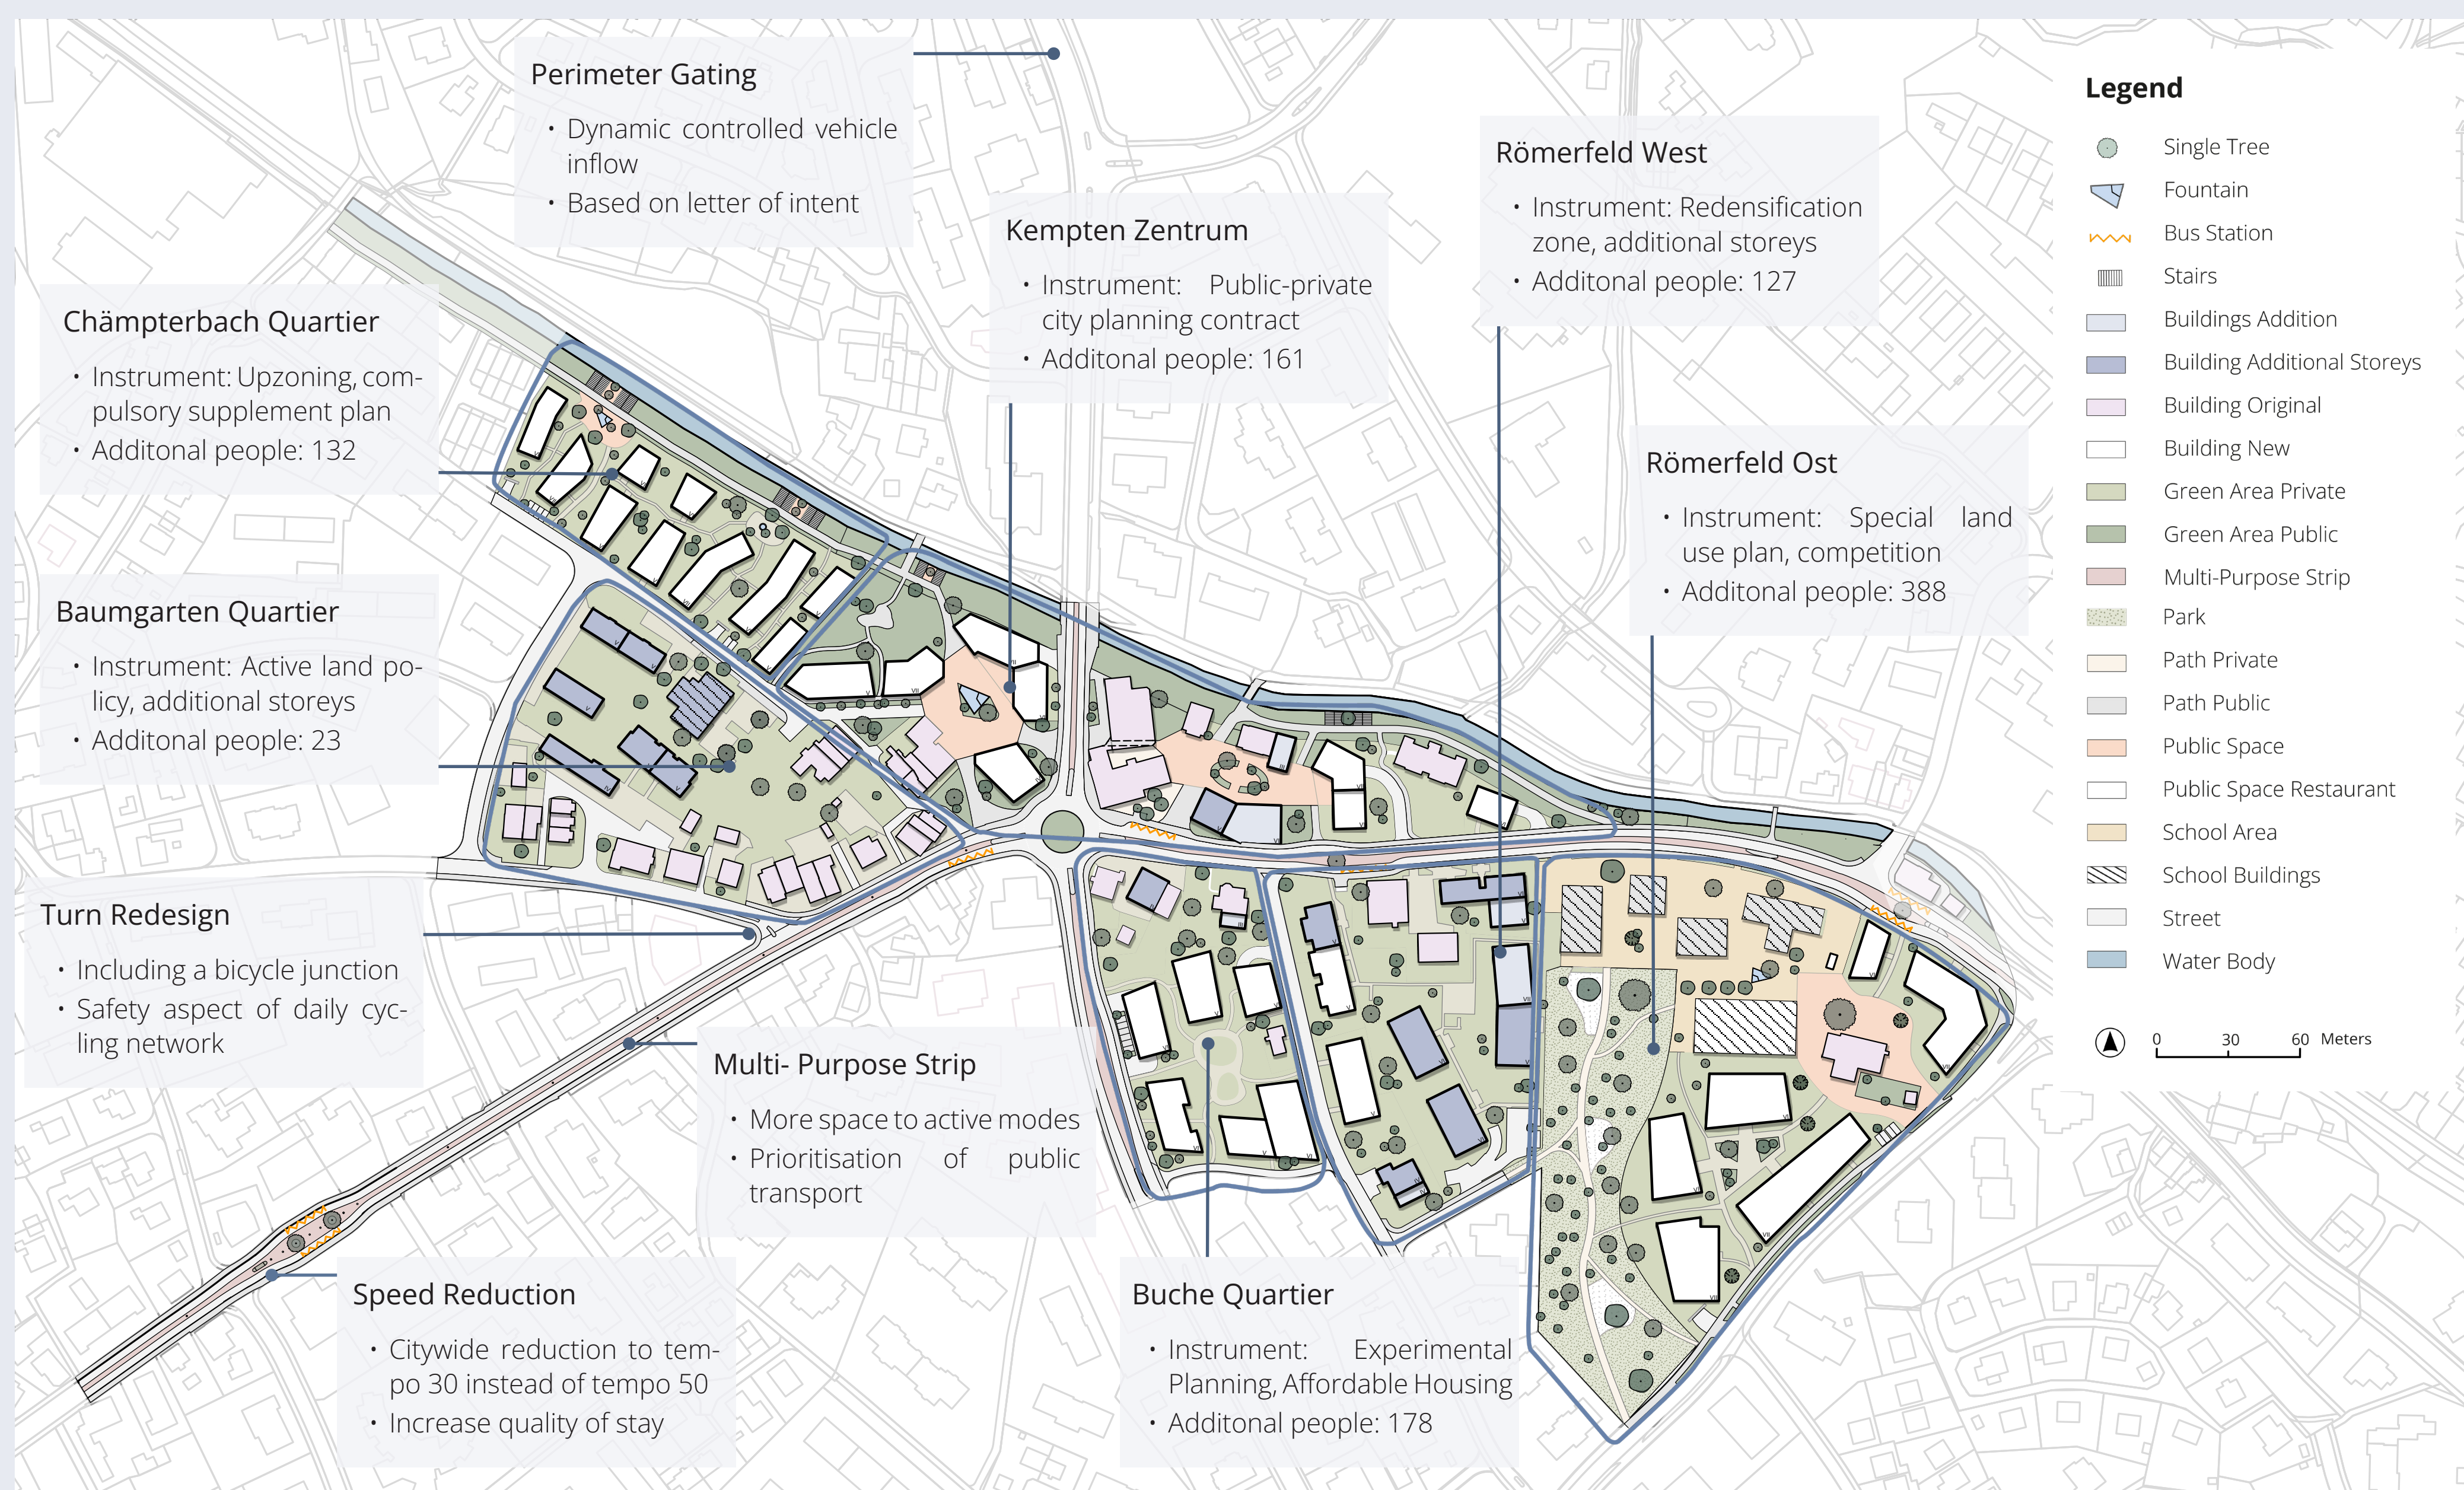 Perimeter Gating
• Dynamic controlled vehicle
inflow
• Based on letter of intent
Kempten Zentrum
• Instrument: Public-private
city planning contract
• Additonal people: 161
Römerfeld West
• Instrument: Redensification
zone, additional storeys
• Additonal people: 127
Römerfeld Ost
• Instrument: Special land
use plan, competition
• Additonal people: 388
Chämpterbach Quartier
• Instrument: Upzoning, com-
pulsory supplement plan
• Additonal people: 132
Baumgarten Quartier
• Instrument: Active land po-
licy, additional storeys
• Additonal people: 23
Turn Redesign
• Including a bicycle junction
• Safety aspect of daily cyc-
ling network
Multi- Purpose Strip
• More space to active modes
• Prioritisation of public
transport
Speed Reduction
• Citywide reduction to tem-
po 30 instead of tempo 50
• Increase quality of stay
Buche Quartier
• Instrument: Experimental
Planning, Affordable Housing
• Additonal people: 178
Legend
Single Tree
Fountain
Bus Station
Stairs
Buildings Addition
Building Additional Storeys
Building Original
Building New
Green Area Private
Green Area Public
Multi-Purpose Strip
Park
Path Private
Path Public
Public Space
Public Space Restaurant
School Area
School Buildings
Street
Water Body
0 30 60 Meters